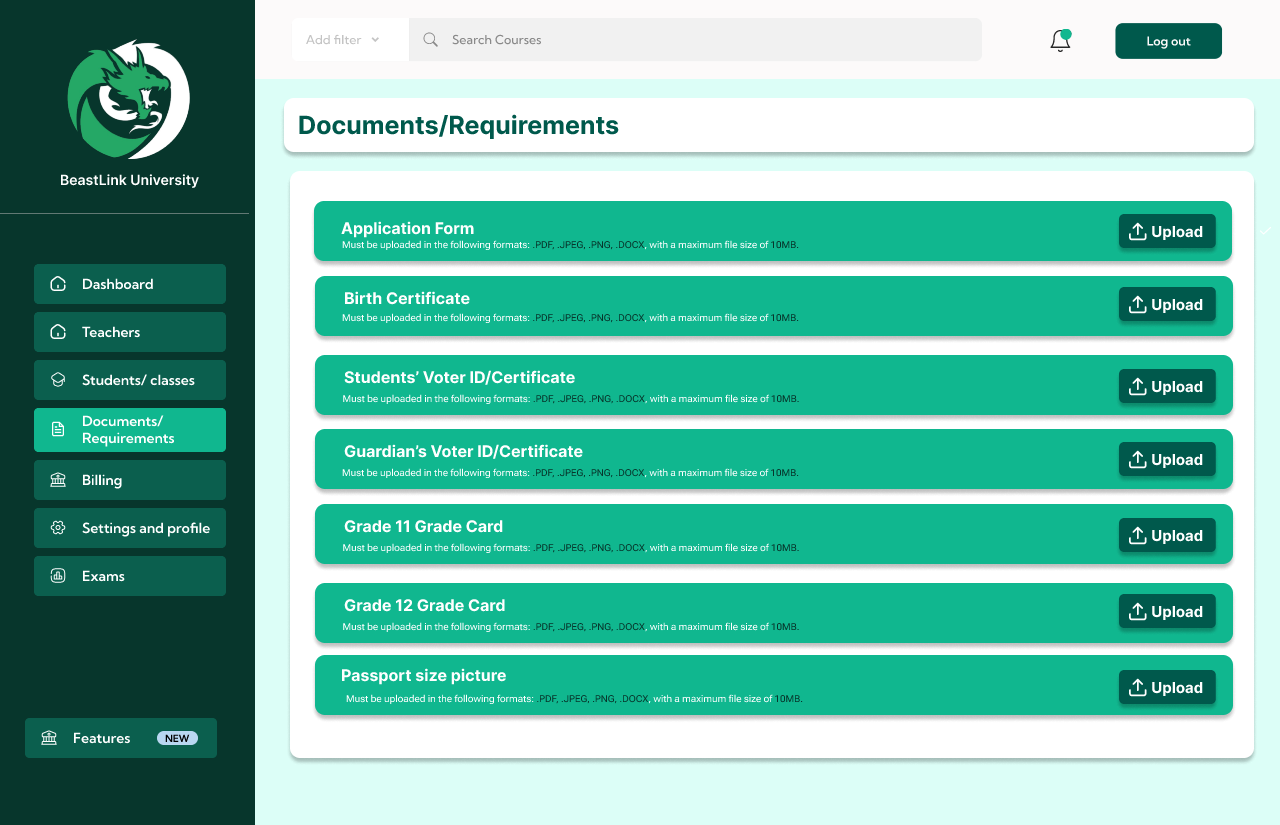 BeastLink University
Dashboard
Teachers
Students/ classes
Documents/
Requirements
Billing
Settings and profile
Exams
Features NEW
Add filter Search Courses
Log out
Documents/Requirements
Application Form
Must be uploaded in the following formats: .PDF, .JPEG, .PNG, .DOCX, with a maximum file size of 10MB.
Upload
Birth Certificate
Must be uploaded in the following formats: .PDF, .JPEG, .PNG, .DOCX, with a maximum file size of 10MB.
Upload
Students’ Voter ID/Certificate
Must be uploaded in the following formats: .PDF, .JPEG, .PNG, .DOCX, with a maximum file size of 10MB.
Upload
Guardian’s Voter ID/Certificate
Must be uploaded in the following formats: .PDF, .JPEG, .PNG, .DOCX, with a maximum file size of 10MB.
Upload
Grade 11 Grade Card
Must be uploaded in the following formats: .PDF, .JPEG, .PNG, .DOCX, with a maximum file size of 10MB.
Upload
Grade 12 Grade Card
Must be uploaded in the following formats: .PDF, .JPEG, .PNG, .DOCX, with a maximum file size of 10MB.
Upload
Passport size picture
Must be uploaded in the following formats: .PDF, .JPEG, .PNG, .DOCX, with a maximum file size of 10MB.
Upload